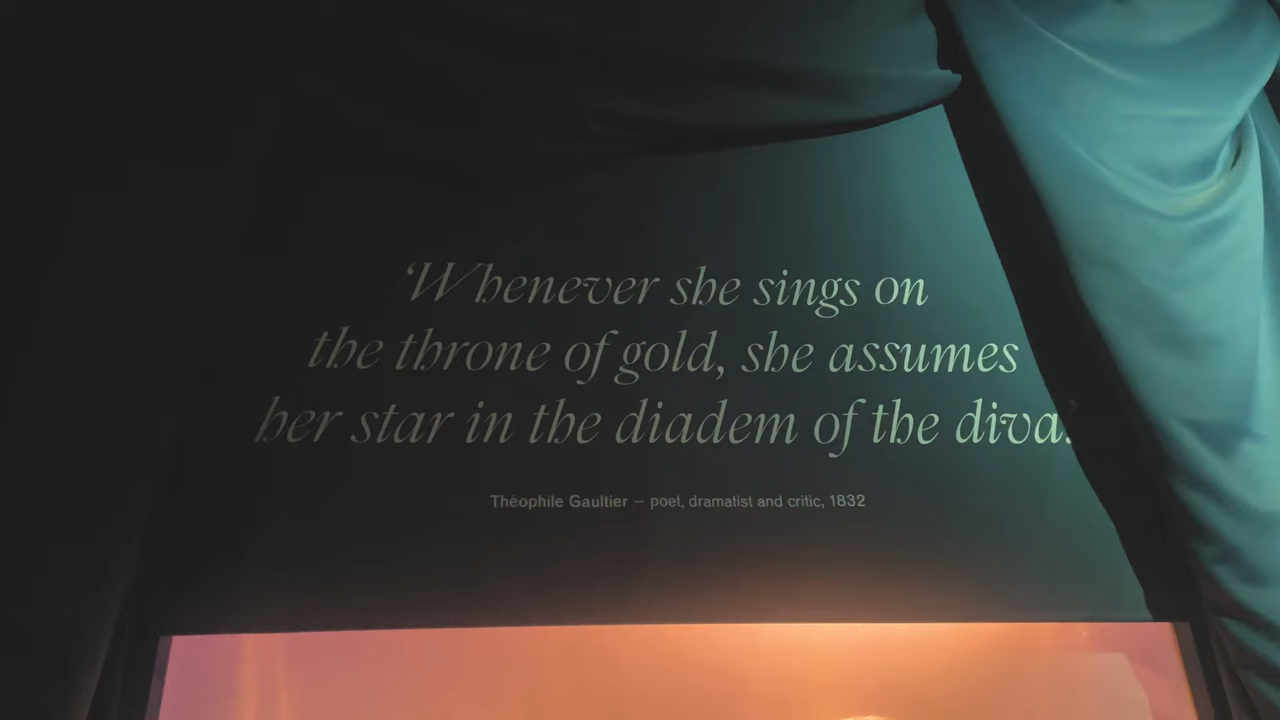 ‘Whenever she sings on
the throne of gold, she assumes
her star in the diadem of the diva.
Théophile Gaultier – poet, dramatist and critic, 1832